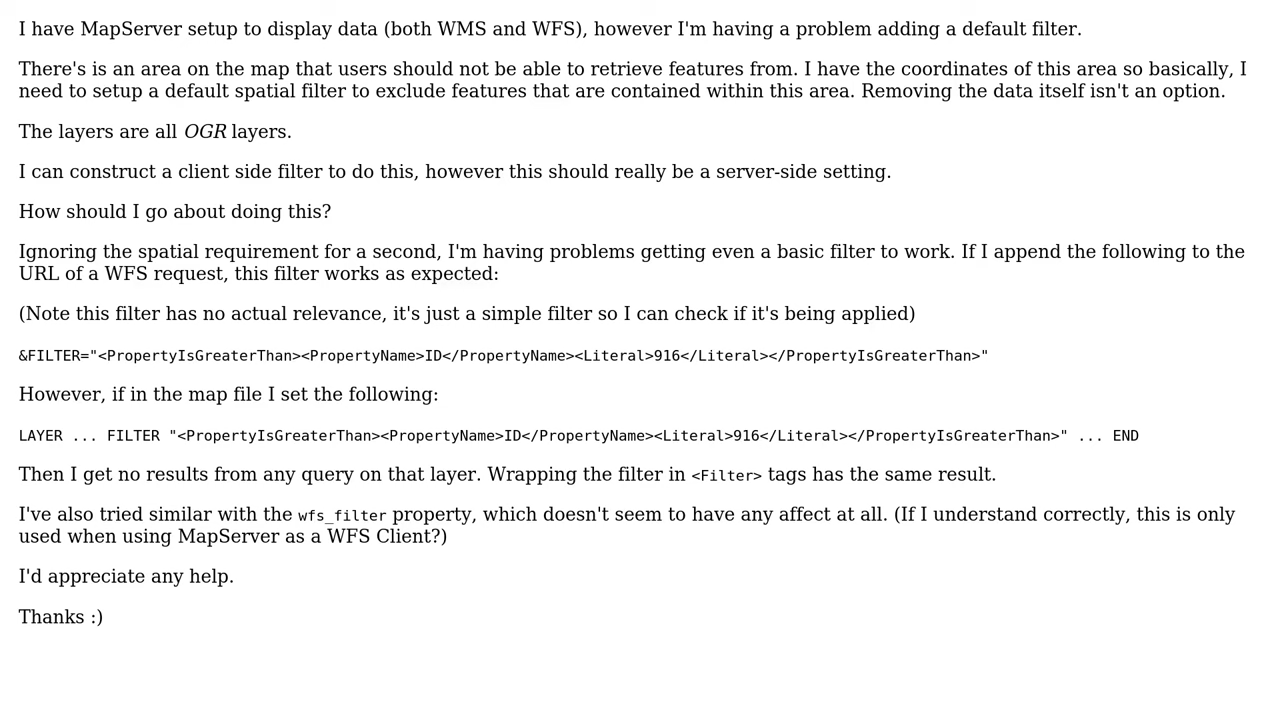 I have MapServer setup to display data (both WMS and WFS), however I'm having a problem adding a default filter.
There's is an area on the map that users should not be able to retrieve features from. I have the coordinates of this area so basically, I
need to setup a default spatial filter to exclude features that are contained within this area. Removing the data itself isn't an option.
The layers are all OGR layers.
I can construct a client side filter to do this, however this should really be a server-side setting.
How should I go about doing this?
Ignoring the spatial requirement for a second, I'm having problems getting even a basic filter to work. If I append the following to the
URL of a WFS request, this filter works as expected:
(Note this filter has no actual relevance, it's just a simple filter so I can check if it's being applied)
&FILTER="<PropertyIsGreaterThan><PropertyName>ID</PropertyName><Literal>916</Literal></PropertyIsGreaterThan>"
However, if in the map file I set the following:
LAYER ... FILTER "<PropertyIsGreaterThan><PropertyName>ID</PropertyName><Literal>916</Literal></PropertyIsGreaterThan>" ... END
Then I get no results from any query on that layer. Wrapping the filter in <Filter> tags has the same result.
I've also tried similar with the wfs_filter property, which doesn't seem to have any affect at all. (If I understand correctly, this is only
used when using MapServer as a WFS Client?)
I'd appreciate any help.
Thanks :)